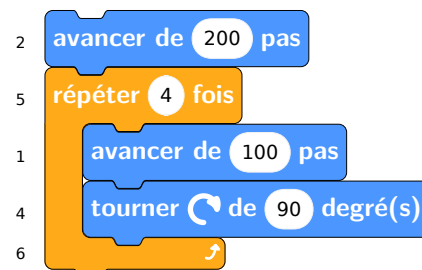 2 avancer de 200 pas
5 répéter 4 fois
1 avancer de 100 pas
4 tourner de 90 degré(s)
6